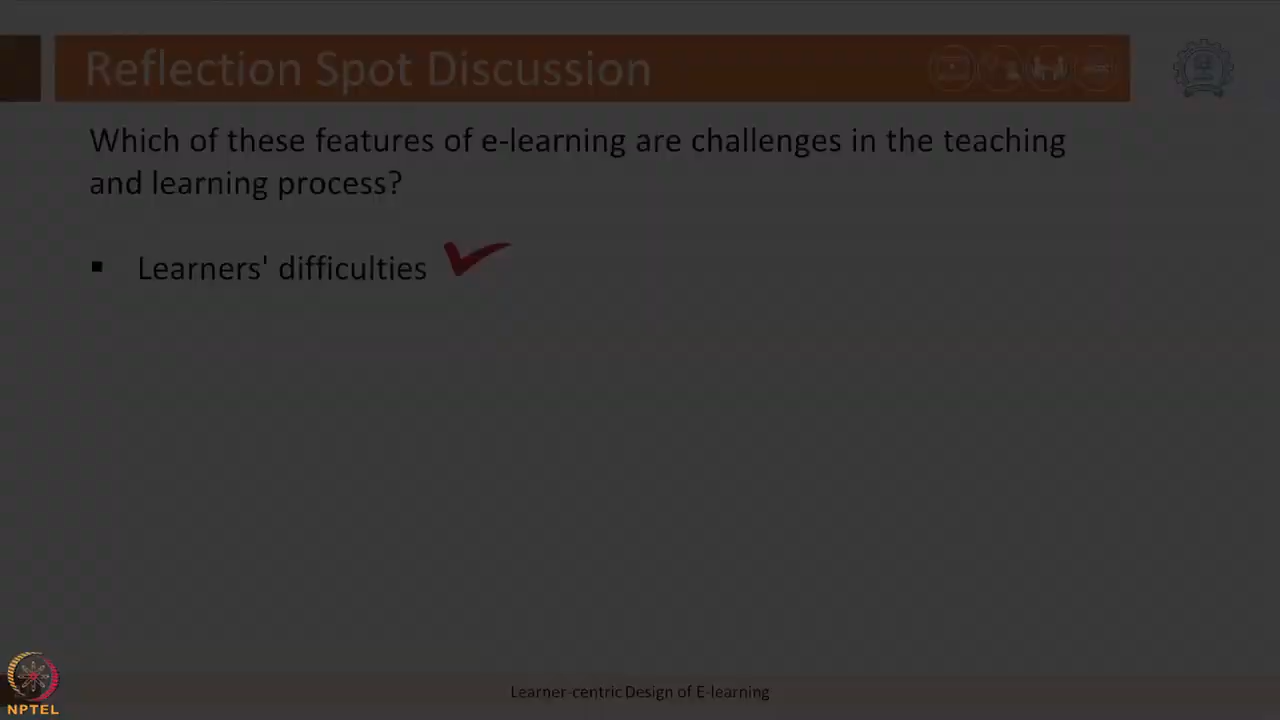 Reflection Spot Discussion
Which of these features of e-learning are challenges in the teaching
and learning process?
▪ Learners' difficulties
Learner-centric Design of E-learning
NPTEL